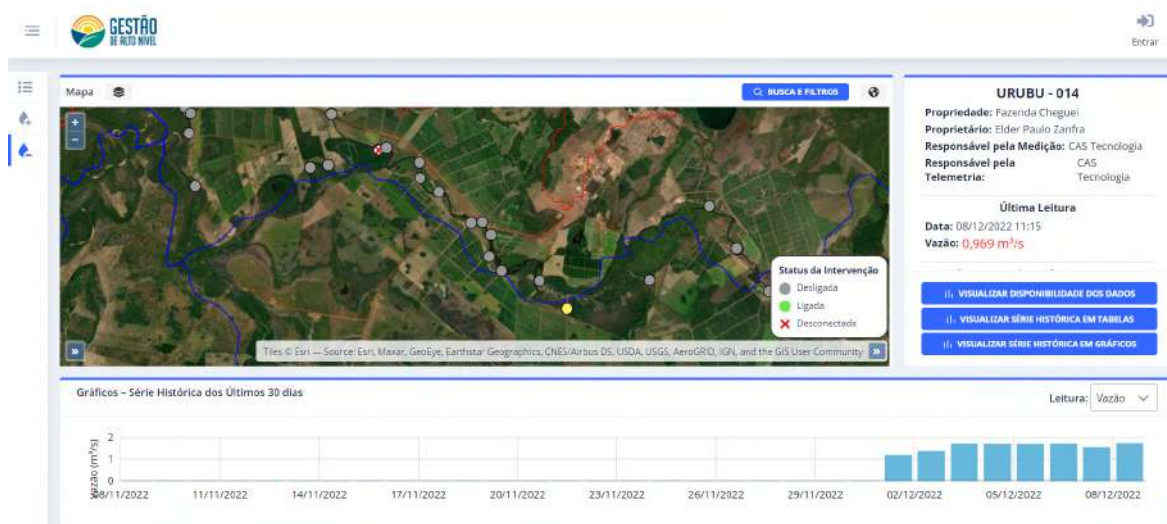 GESTÃO
DE ALTO NÍVEL
Entrar
Mapa
BUSCA E FILTROS
+
-
Status da Intervenção
Desligada
Ligada
Desconectada
»
Tiles © Esri — Source: Esri, Maxar, GeoEye, Earthstar Geographics, CNES/Airbus DS, USDA, USGS, AeroGRID, IGN, and the GIS User Community
»
URUBU - 014
Propriedade: Fazenda Cheguei
Proprietário: Elder Paulo Zanfra
Responsável pela Medição: CAS Tecnologia
Responsável pela CAS
Telemetria: Tecnologia
Última Leitura
Data: 08/12/2022 11:15
Vazão: 0,969 m³/s
VISUALIZAR DISPONIBILIDADE DOS DADOS
VISUALIZAR SÉRIE HISTÓRICA EM TABELAS
VISUALIZAR SÉRIE HISTÓRICA EM GRÁFICOS
Gráficos – Série Histórica dos Últimos 30 dias
Leitura: Vazão
Vazão (m³/s)
2
1
0
08/11/2022 11/11/2022 14/11/2022 17/11/2022 20/11/2022 23/11/2022 26/11/2022 29/11/2022 02/12/2022 05/12/2022 08/12/2022